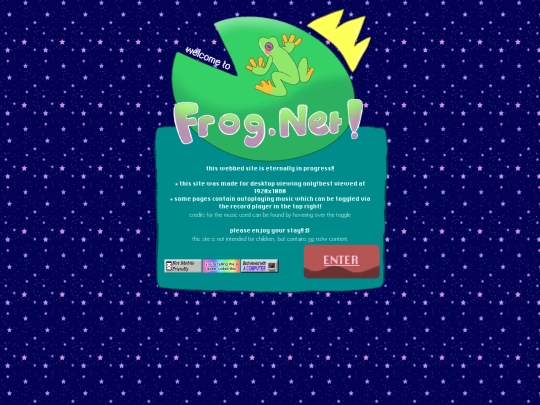 welcome to
Frog.Net!
this webbed site is eternally in progress!!
• this site was made for desktop viewing only!best viewed at
1920x1080
• some pages contain autoplaying music which can be toggled via
the record player in the top right!
credits for the music used can be found by hovering over the toggle
please enjoy your stay!!:D
this site is not intended for children, but contains no nsfw content
Not Mobile
Friendly
Best viewed with
A COMPUTER
ENTER